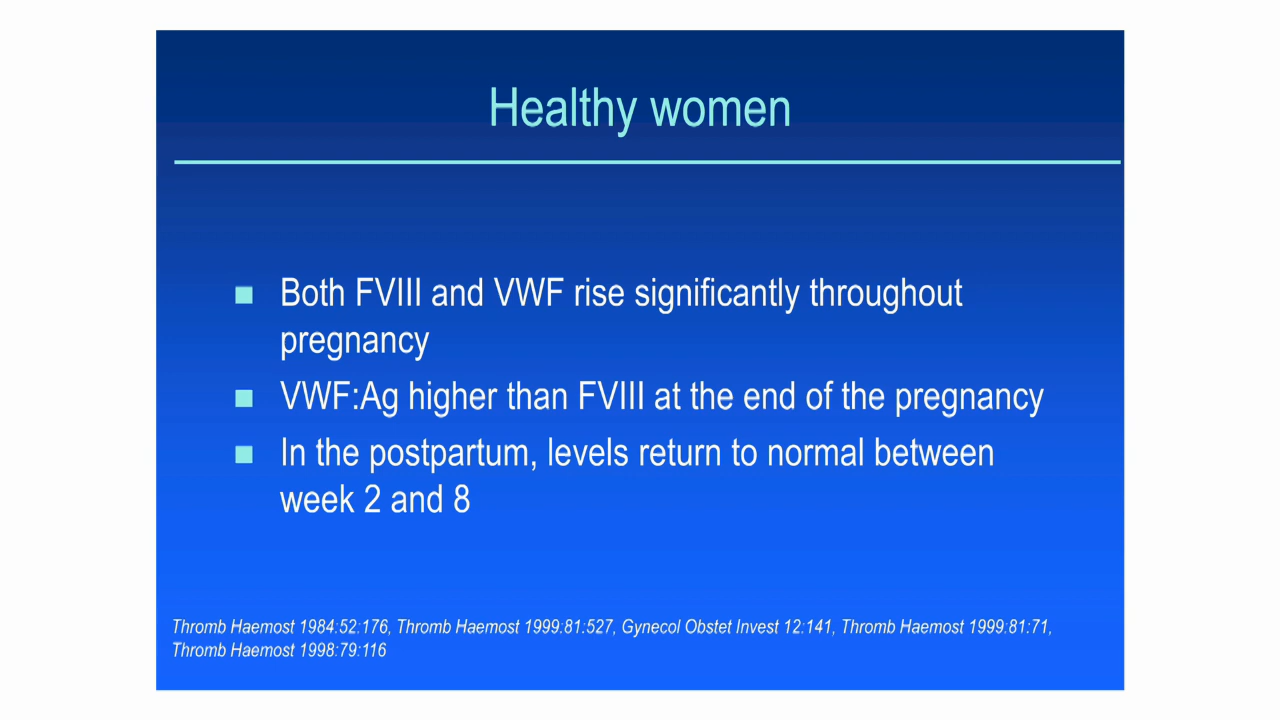 Healthy women
Both FVIII and VWF rise significantly throughout
pregnancy
VWF:Ag higher than FVIII at the end of the pregnancy
In the postpartum, levels return to normal between
week 2 and 8
Thromb Haemost 1984:52:176, Thromb Haemost 1999:81:527, Gynecol Obstet Invest 12:141, Thromb Haemost 1999:81:71,
Thromb Haemost 1998:79:116